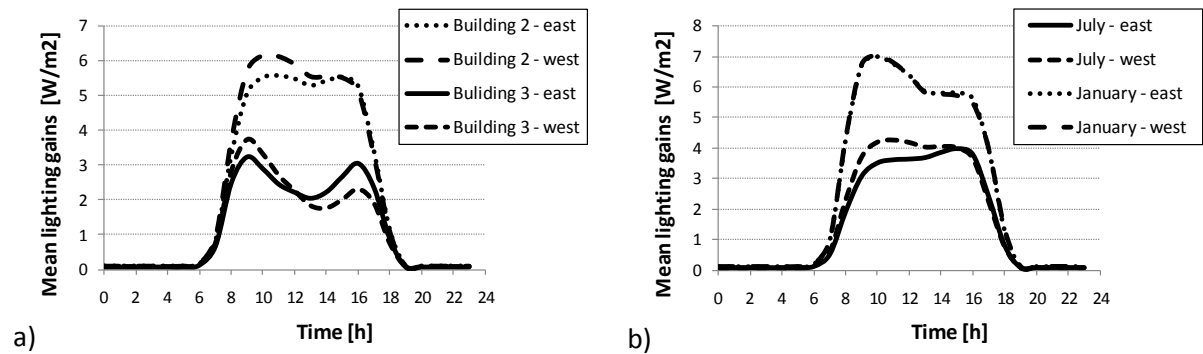 Mean lighting gains [W/m2]
7
6
5
4
3
2
1
0
0 2 4 6 8 10 12 14 16 18 20 22 24
Time [h]
Building 2 - east
Building 2 - west
Buliding 3 - east
Building 3 - west
a)
Mean lighting gains [W/m2]
8
7
6
5
4
3
2
1
0
0 2 4 6 8 10 12 14 16 18 20 22 24
Time [h]
July - east
July - west
January - east
January - west
b)